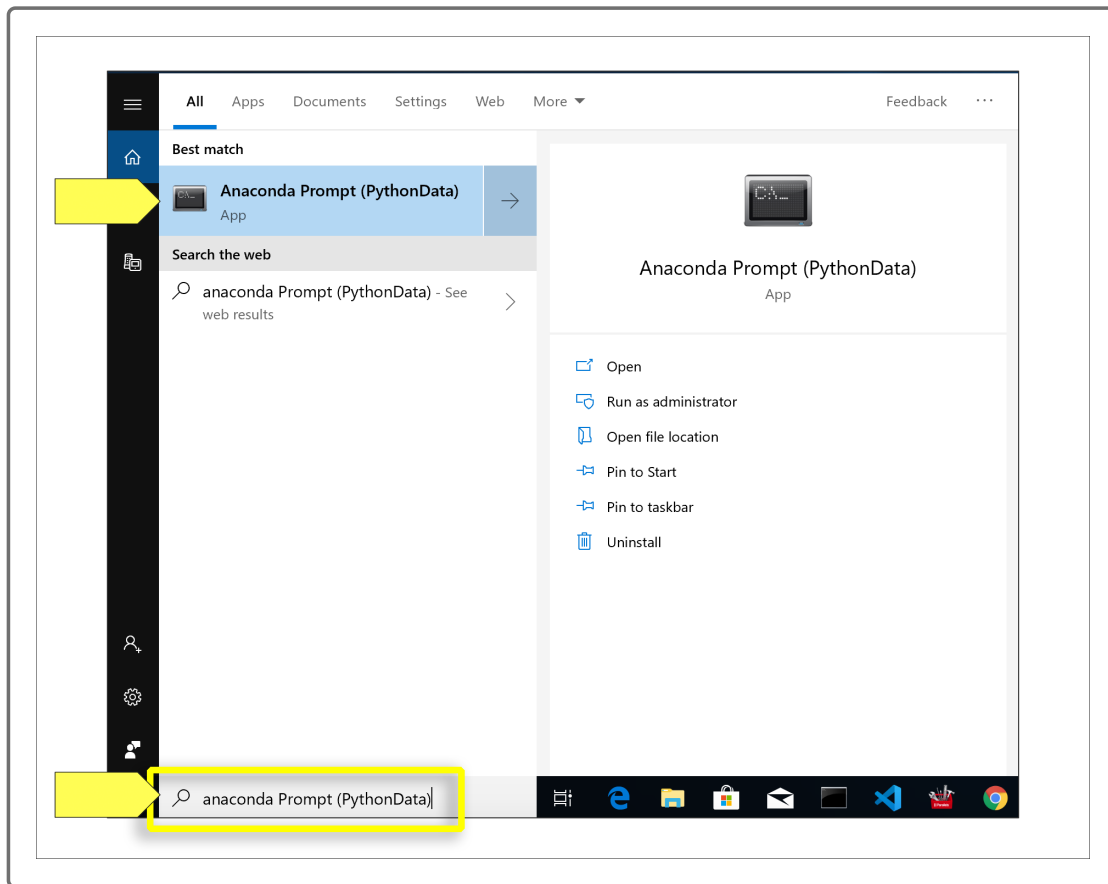 All Apps Documents Settings Web More Feedback ...
Best match
Anaconda Prompt (PythonData)
App
Search the web
anaconda Prompt (PythonData) - See
web results
Anaconda Prompt (PythonData)
App
Open
Run as administrator
Open file location
Pin to Start
Pin to taskbar
Uninstall
anaconda Prompt (PythonData)